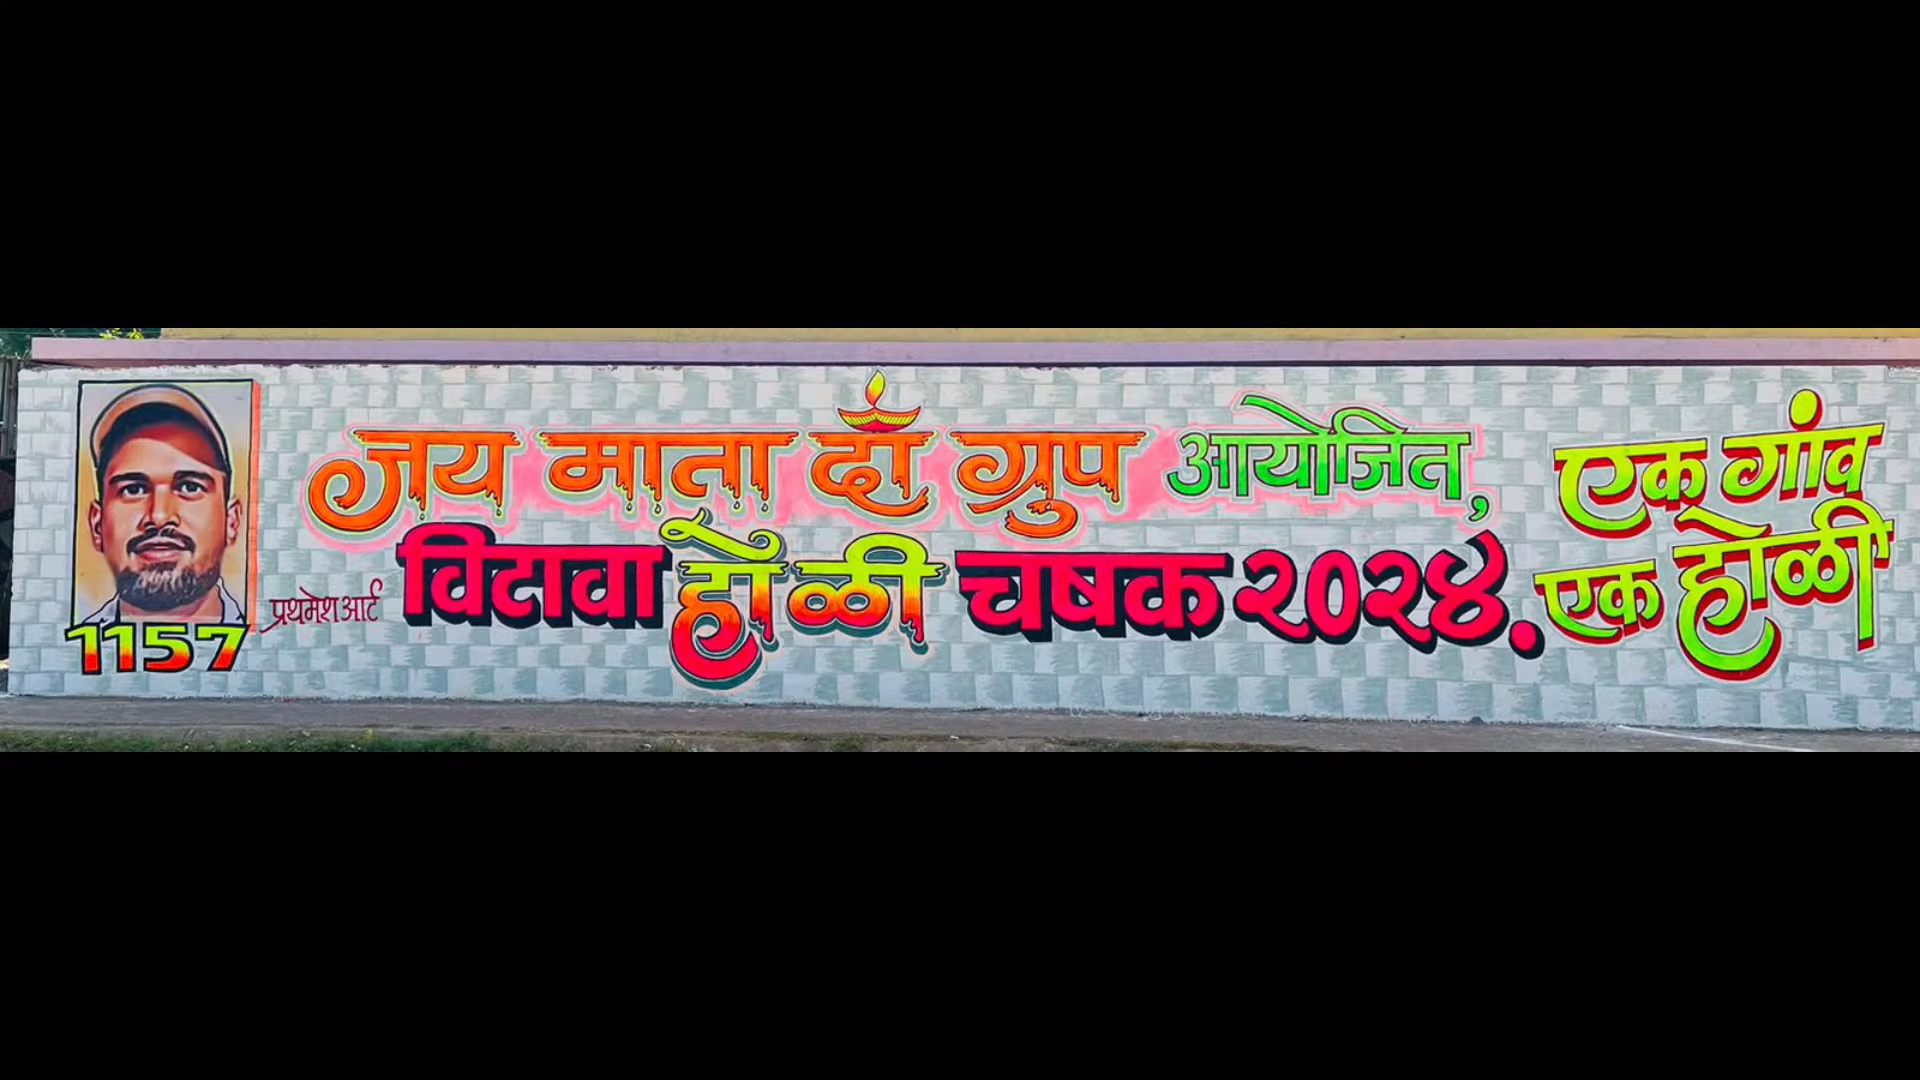 जय माता दी ग्रुप आयोजित,
विटावा होळी चषक २०२४.
एक गांव
एक होळी
प्रथमेश आर्ट
1157